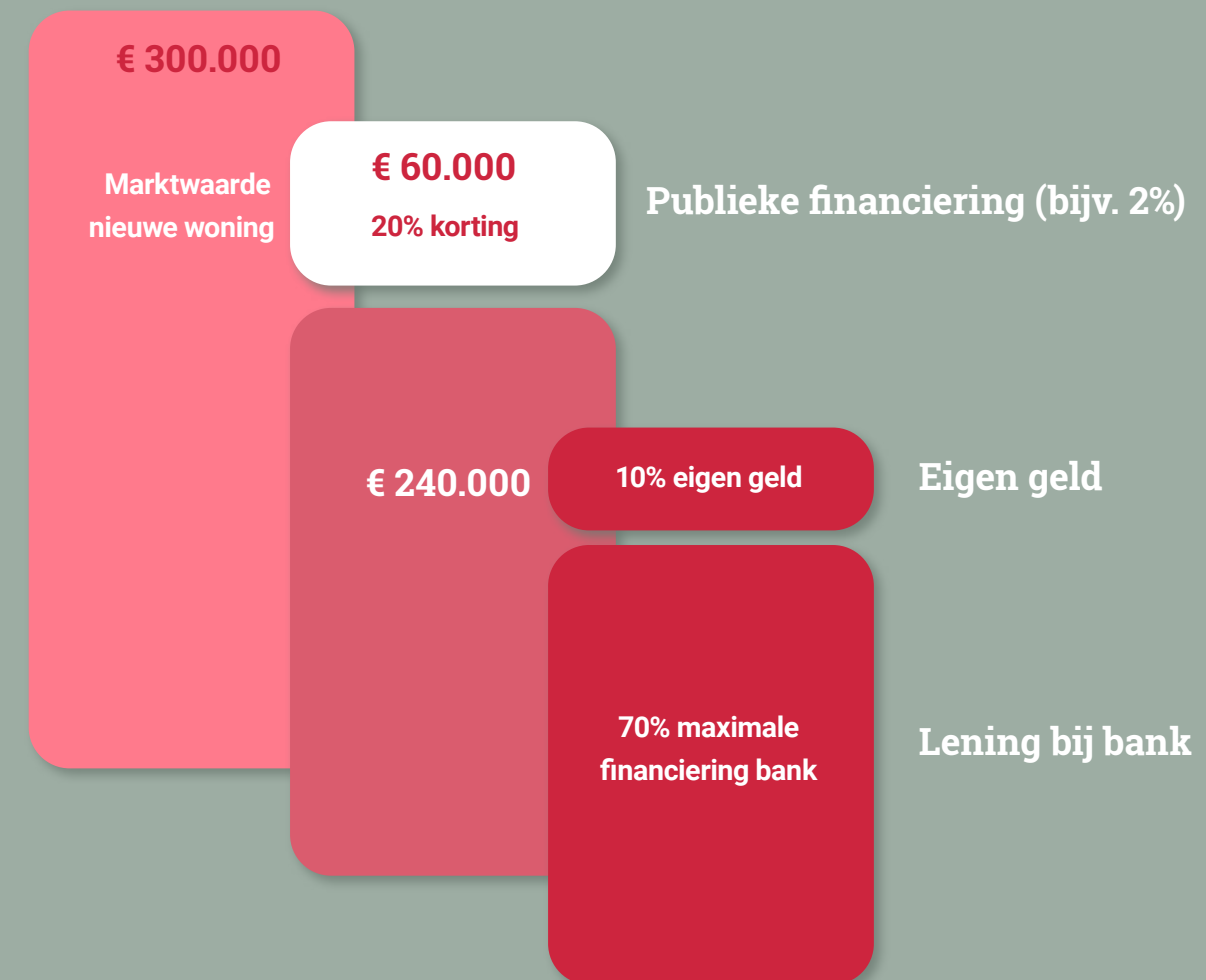 € 300.000
Marktwaarde
nieuwe woning
€ 60.000
20% korting
Publieke financiering (bijv. 2%)
€ 240.000
10% eigen geld
Eigen geld
70% maximale
financiering bank
Lening bij bank